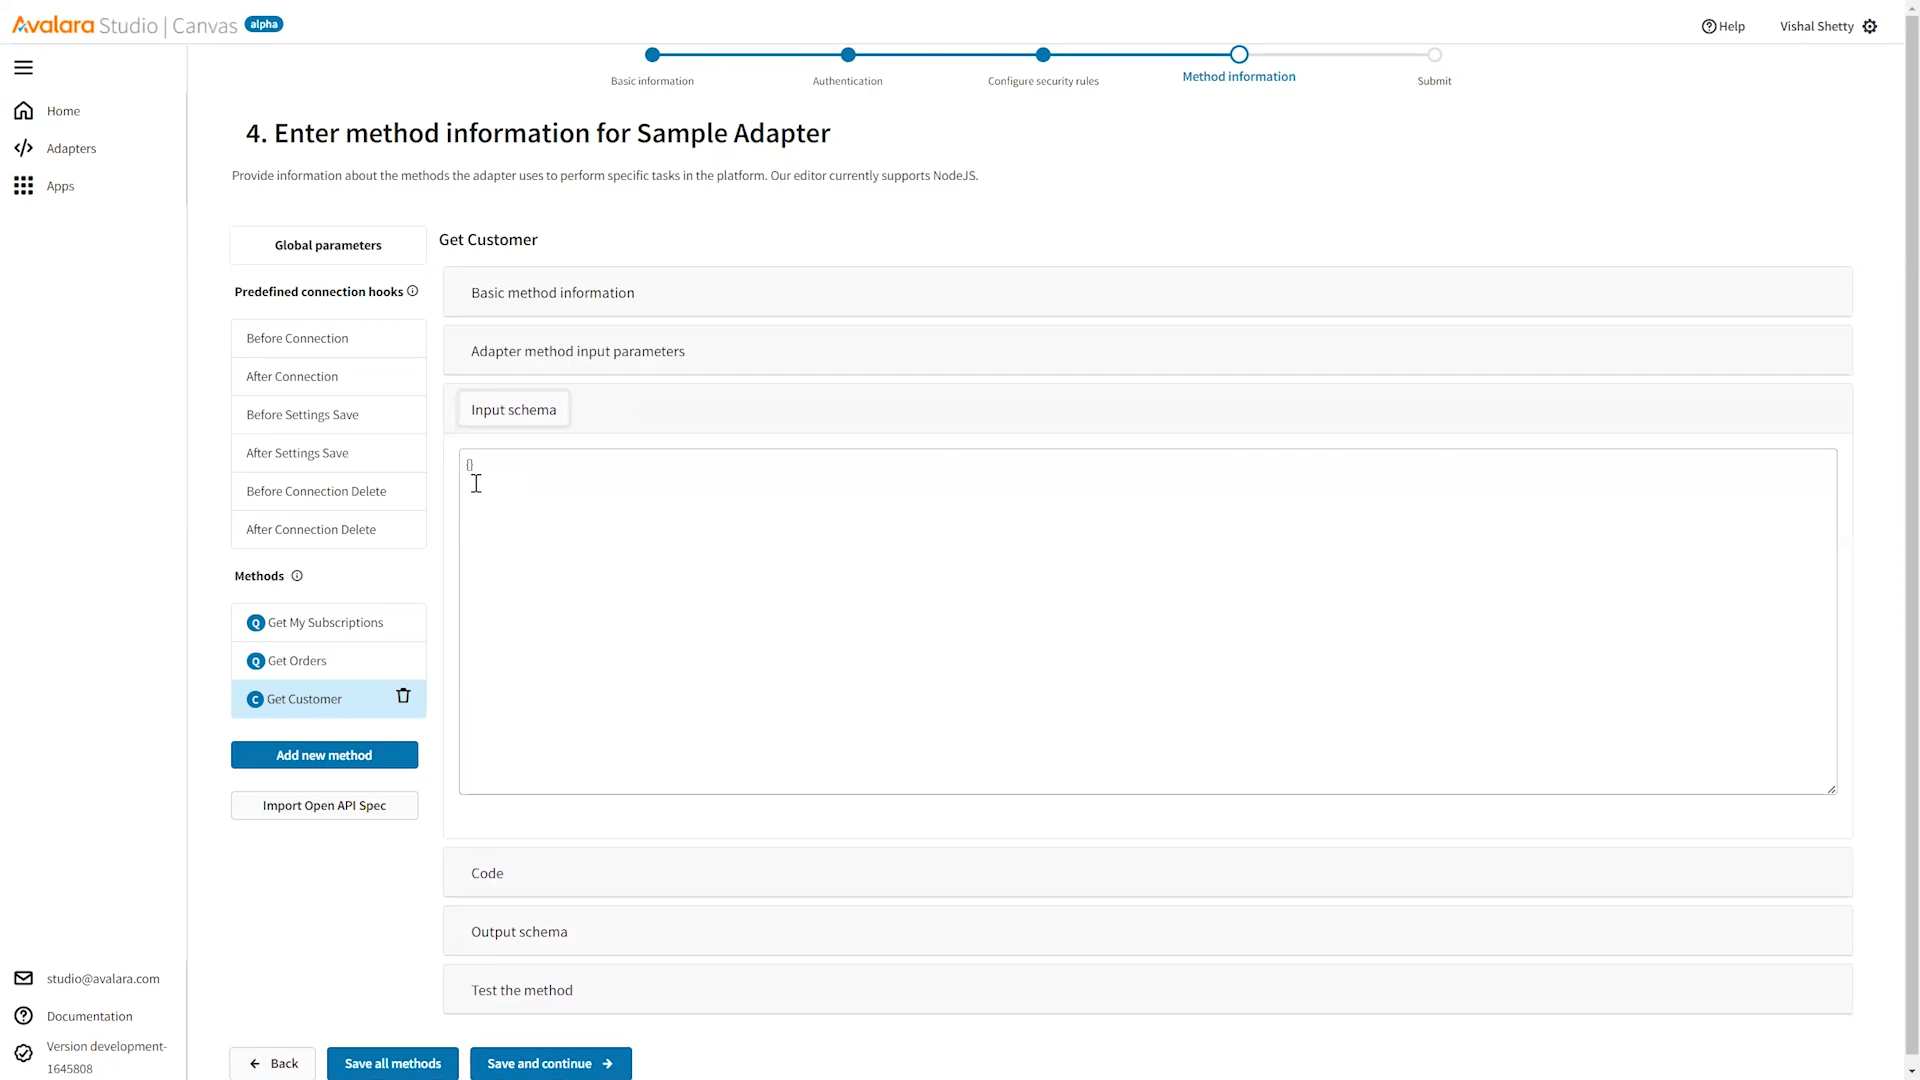 Avalara Studio | Canvas alpha
Help
Vishal Shetty
Basic information
Authentication
Configure security rules
Method information
Submit
Home
Adapters
Apps
4. Enter method information for Sample Adapter
Provide information about the methods the adapter uses to perform specific tasks in the platform. Our editor currently supports NodeJS.
Global parameters
Predefined connection hooks
Before Connection
After Connection
Before Settings Save
After Settings Save
Before Connection Delete
After Connection Delete
Methods
Q Get My Subscriptions
Q Get Orders
C Get Customer
Add new method
Import Open API Spec
Get Customer
Basic method information
Adapter method input parameters
Input schema
{}
Code
Output schema
Test the method
studio@avalara.com
Documentation
Version development-
1645808
Back
Save all methods
Save and continue